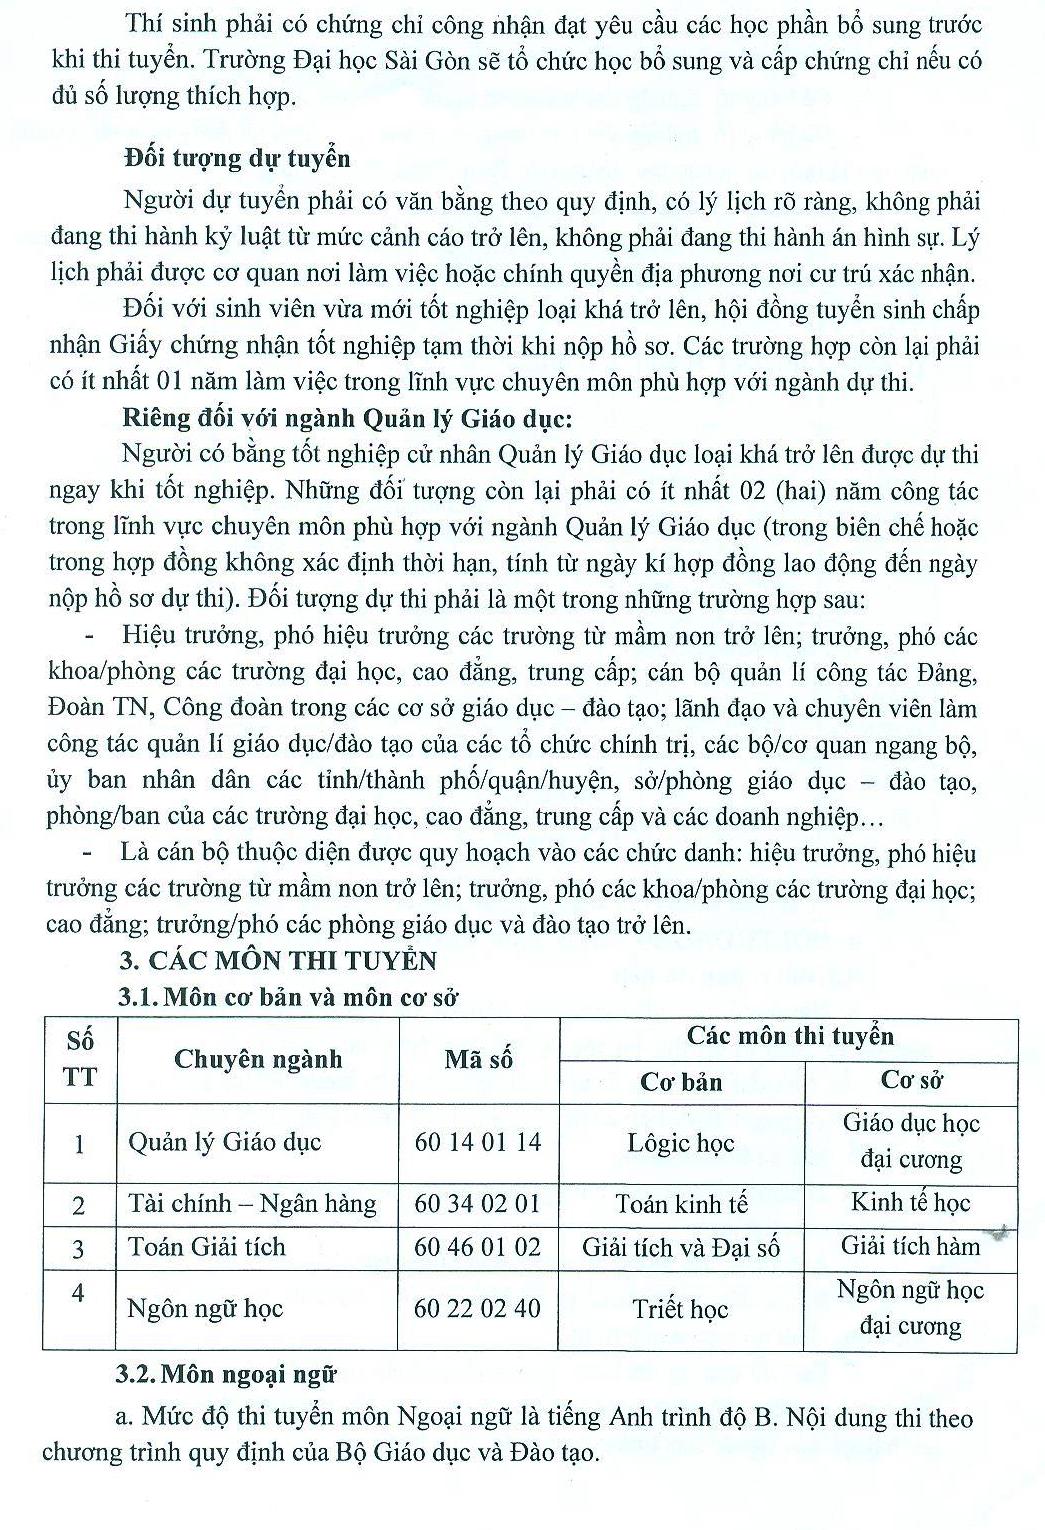 Thí sinh phải có chứng chỉ công nhận đạt yêu cầu các học phần bổ sung trước
khi thi tuyển. Trường Đại học Sài Gòn sẽ tổ chức học bổ sung và cấp chứng chỉ nếu có
đủ số lượng thích hợp.
Đối tượng dự tuyển
Người dự tuyển phải có văn bằng theo quy định, có lý lịch rõ ràng, không phải
đang thi hành kỷ luật từ mức cảnh cáo trở lên, không phải đang thi hành án hình sự. Lý
lịch phải được cơ quan nơi làm việc hoặc chính quyền địa phương nơi cư trú xác nhận.
Đối với sinh viên vừa mới tốt nghiệp loại khá trở lên, hội đồng tuyển sinh chấp
nhận Giấy chứng nhận tốt nghiệp tạm thời khi nộp hồ sơ. Các trường hợp còn lại phải
có ít nhất 01 năm làm việc trong lĩnh vực chuyên môn phù hợp với ngành dự thi.
Riêng đối với ngành Quản lý Giáo dục:
Người có bằng tốt nghiệp cử nhân Quản lý Giáo dục loại khá trở lên được dự thi
ngay khi tốt nghiệp. Những đối tượng còn lại phải có ít nhất 02 (hai) năm công tác
trong lĩnh vực chuyên môn phù hợp với ngành Quản lý Giáo dục (trong biên chế hoặc
trong hợp đồng không xác định thời hạn, tính từ ngày kí hợp đồng lao động đến ngày
nộp hồ sơ dự thi). Đối tượng dự thi phải là một trong những trường hợp sau:
- Hiệu trưởng, phó hiệu trưởng các trường từ mầm non trở lên; trưởng, phó các
khoa/phòng các trường đại học, cao đẳng, trung cấp; cán bộ quản lí công tác Đảng,
Đoàn TN, Công đoàn trong các cơ sở giáo dục – đào tạo; lãnh đạo và chuyên viên làm
công tác quản lí giáo dục/đào tạo của các tổ chức chính trị, các bộ/cơ quan ngang bộ,
ủy ban nhân dân các tỉnh/thành phố/quận/huyện, sở/phòng giáo dục – đào tạo,
phòng/ban của các trường đại học, cao đẳng, trung cấp và các doanh nghiệp…
- Là cán bộ thuộc diện được quy hoạch vào các chức danh: hiệu trưởng, phó hiệu
trưởng các trường từ mầm non trở lên; trưởng, phó các khoa/phòng các trường đại học;
cao đẳng; trưởng/phó các phòng giáo dục và đào tạo trở lên.
3. CÁC MÔN THI TUYỂN
3.1. Môn cơ bản và môn cơ sở
Số TT Chuyên ngành Mã số Các môn thi tuyển
Cơ bản Cơ sở
1 Quản lý Giáo dục 60 14 01 14 Lôgic học Giáo dục học đại cương
2 Tài chính – Ngân hàng 60 34 02 01 Toán kinh tế Kinh tế học
3 Toán Giải tích 60 46 01 02 Giải tích và Đại số Giải tích hàm
4 Ngôn ngữ học 60 22 02 40 Triết học Ngôn ngữ học đại cương
3.2. Môn ngoại ngữ
a. Mức độ thi tuyển môn Ngoại ngữ là tiếng Anh trình độ B. Nội dung thi theo
chương trình quy định của Bộ Giáo dục và Đào tạo.